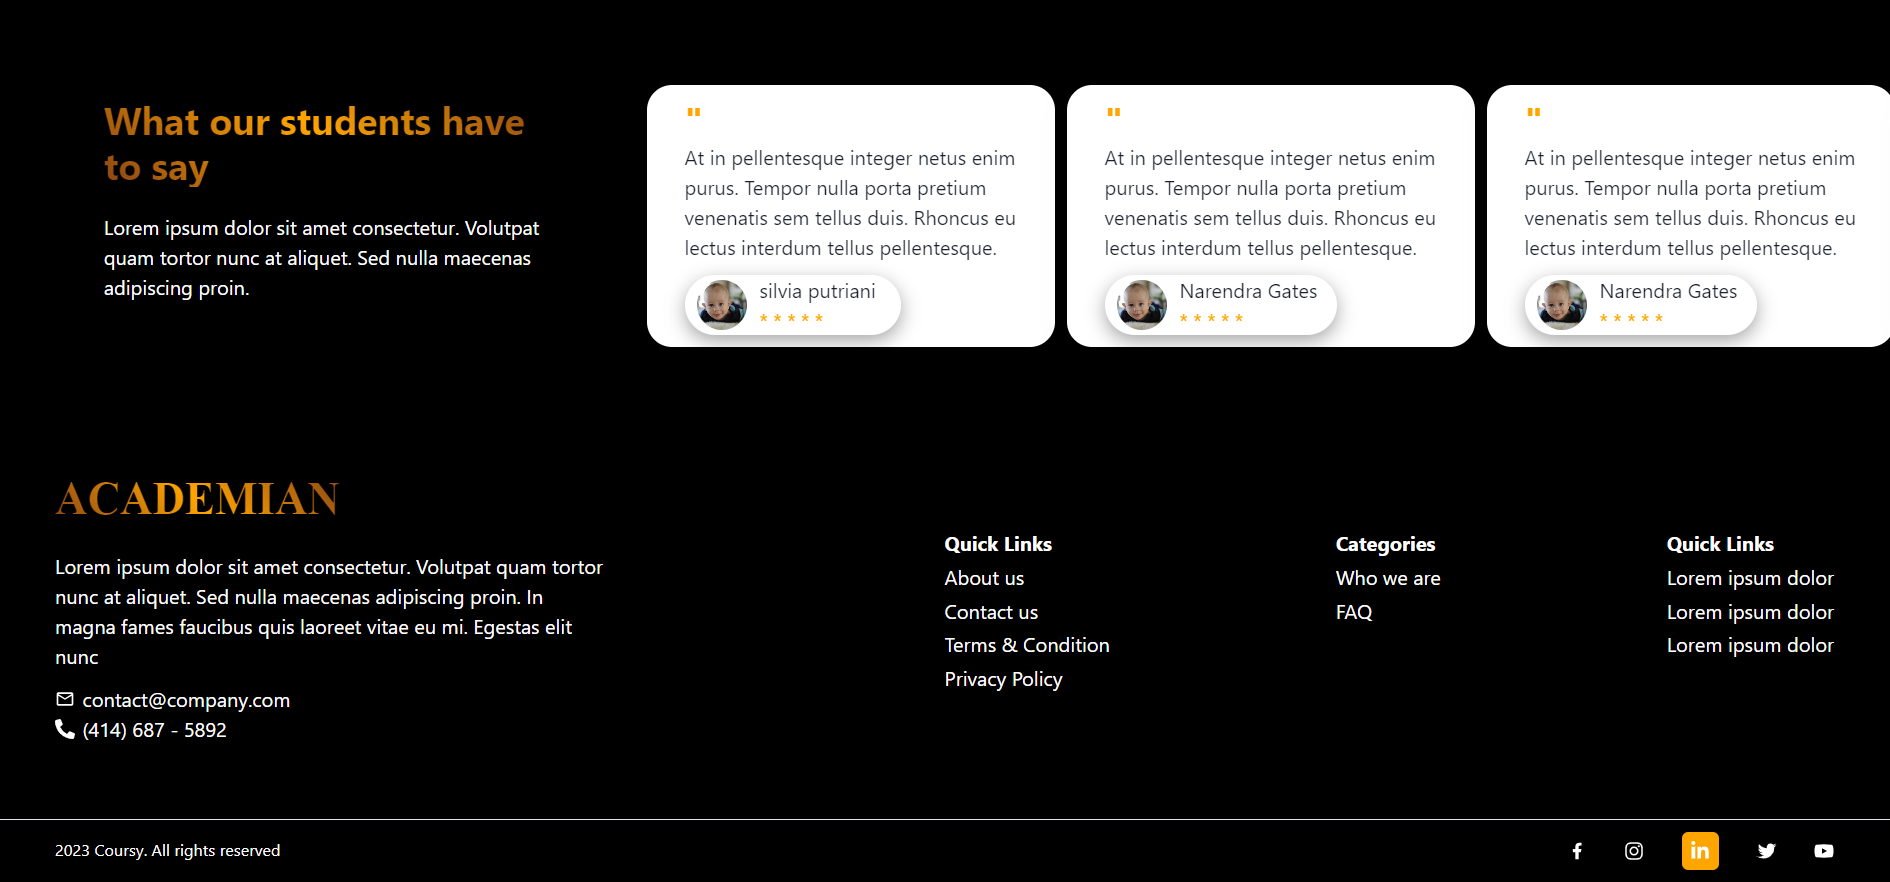 What our students have
to say
Lorem ipsum dolor sit amet consectetur. Volutpat
quam tortor nunc at aliquet. Sed nulla maecenas
adipiscing proin.
"
At in pellentesque integer netus enim
purus. Tempor nulla porta pretium
venenatis sem tellus duis. Rhoncus eu
lectus interdum tellus pellentesque.
silvia putriani
* * * * *
"
At in pellentesque integer netus enim
purus. Tempor nulla porta pretium
venenatis sem tellus duis. Rhoncus eu
lectus interdum tellus pellentesque.
Narendra Gates
* * * * *
"
At in pellentesque integer netus enim
purus. Tempor nulla porta pretium
venenatis sem tellus duis. Rhoncus eu
lectus interdum tellus pellentesque.
Narendra Gates
* * * * *
ACADEMIAN
Lorem ipsum dolor sit amet consectetur. Volutpat quam tortor
nunc at aliquet. Sed nulla maecenas adipiscing proin. In
magna fames faucibus quis laoreet vitae eu mi. Egestas elit
nunc
contact@company.com
(414) 687 - 5892
Quick Links
About us
Contact us
Terms & Condition
Privacy Policy
Categories
Who we are
FAQ
Quick Links
Lorem ipsum dolor
Lorem ipsum dolor
Lorem ipsum dolor
2023 Coursy. All rights reserved